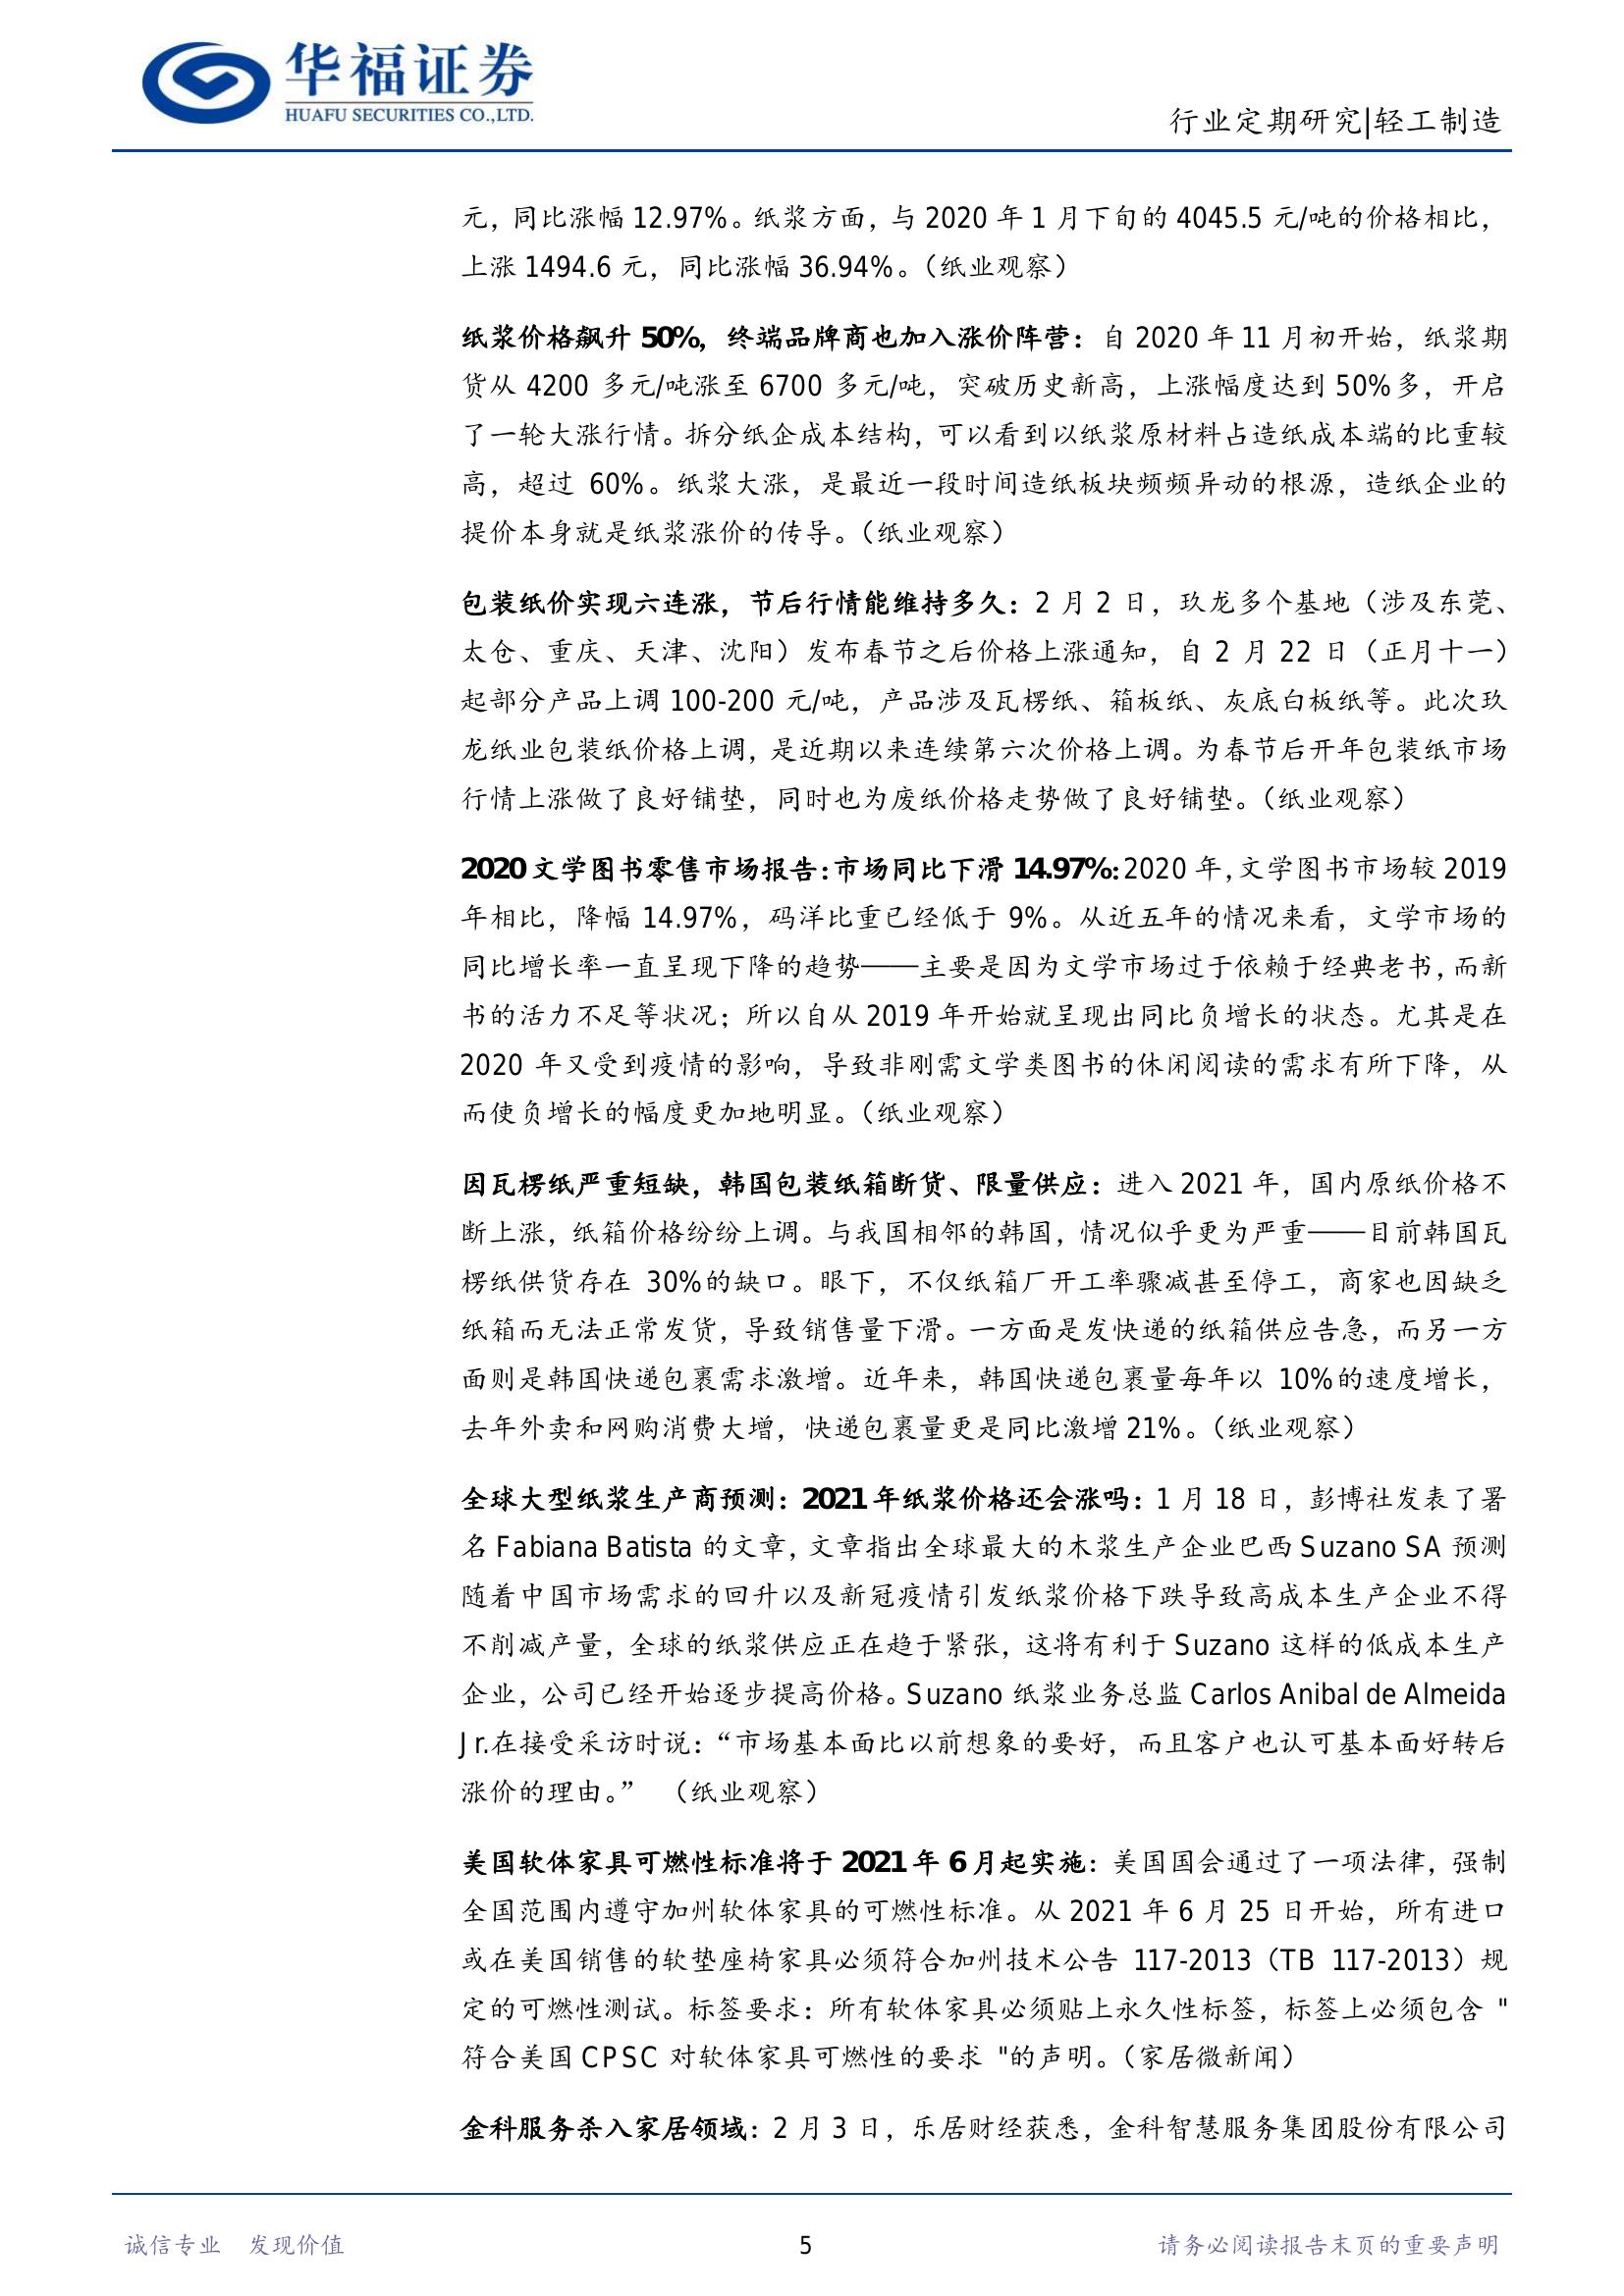 华福证券
HUAFU SECURITIES CO.,LTD.
行业定期研究|轻工制造
元，同比涨幅 12.97%。纸浆方面，与 2020 年 1 月下旬的 4045.5 元/吨的价格相比，
上涨 1494.6 元，同比涨幅 36.94%。（纸业观察）
纸浆价格飙升 50%，终端品牌商也加入涨价阵营：自 2020 年 11 月初开始，纸浆期
货从 4200 多元/吨涨至 6700 多元/吨，突破历史新高，上涨幅度达到 50%多，开启
了一轮大涨行情。拆分纸企成本结构，可以看到以纸浆原材料占造纸成本端的比重较
高，超过 60%。纸浆大涨，是最近一段时间造纸板块频频异动的根源，造纸企业的
提价本身就是纸浆涨价的传导。（纸业观察）
包装纸价实现六连涨，节后行情能维持多久：2 月 2 日，玖龙多个基地（涉及东莞、
太仓、重庆、天津、沈阳）发布春节之后价格上涨通知，自 2 月 22 日（正月十一）
起部分产品上调 100-200 元/吨，产品涉及瓦楞纸、箱板纸、灰底白板纸等。此次玖
龙纸业包装纸价格上调，是近期以来连续第六次价格上调。为春节后开年包装纸市场
行情上涨做了良好铺垫，同时也为废纸价格走势做了良好铺垫。（纸业观察）
2020 文学图书零售市场报告：市场同比下滑 14.97%：2020 年，文学图书市场较 2019
年相比，降幅 14.97%，码洋比重已经低于 9%。从近五年的情况来看，文学市场的
同比增长率一直呈现下降的趋势——主要是因为文学市场过于依赖于经典老书，而新
书的活力不足等状况；所以自从 2019 年开始就呈现出同比负增长的状态。尤其是在
2020 年又受到疫情的影响，导致非刚需文学类图书的休闲阅读的需求有所下降，从
而使负增长的幅度更加地明显。（纸业观察）
因瓦楞纸严重短缺，韩国包装纸箱断货、限量供应：进入 2021 年，国内原纸价格不
断上涨，纸箱价格纷纷上调。与我国相邻的韩国，情况似乎更为严重——目前韩国瓦
楞纸供货存在 30%的缺口。眼下，不仅纸箱厂开工率骤减甚至停工，商家也因缺乏
纸箱而无法正常发货，导致销售量下滑。一方面是发快递的纸箱供应告急，而另一方
面则是韩国快递包裹需求激增。近年来，韩国快递包裹量每年以 10%的速度增长，
去年外卖和网购消费大增，快递包裹量更是同比激增 21%。（纸业观察）
全球大型纸浆生产商预测：2021 年纸浆价格还会涨吗：1 月 18 日，彭博社发表了署
名 Fabiana Batista 的文章，文章指出全球最大的木浆生产企业巴西 Suzano SA 预测
随着中国市场需求的回升以及新冠疫情引发纸浆价格下跌导致高成本生产企业不得
不削减产量，全球的纸浆供应正在趋于紧张，这将有利于 Suzano 这样的低成本生产
企业，公司已经开始逐步提高价格。Suzano 纸浆业务总监 Carlos Anibal de Almeida
Jr.在接受采访时说：“市场基本面比以前想象的要好，而且客户也认可基本面好转后
涨价的理由。” （纸业观察）
美国软体家具可燃性标准将于 2021 年 6 月起实施：美国国会通过了一项法律，强制
全国范围内遵守加州软体家具的可燃性标准。从 2021 年 6 月 25 日开始，所有进口
或在美国销售的软垫座椅家具必须符合加州技术公告 117-2013（TB 117-2013）规
定的可燃性测试。标签要求：所有软体家具必须贴上永久性标签，标签上必须包含 "
符合美国 CPSC 对软体家具可燃性的要求 "的声明。（家居微新闻）
金科服务杀入家居领域：2 月 3 日，乐居财经获悉，金科智慧服务集团股份有限公司
诚信专业 发现价值
5
请务必阅读报告末页的重要声明